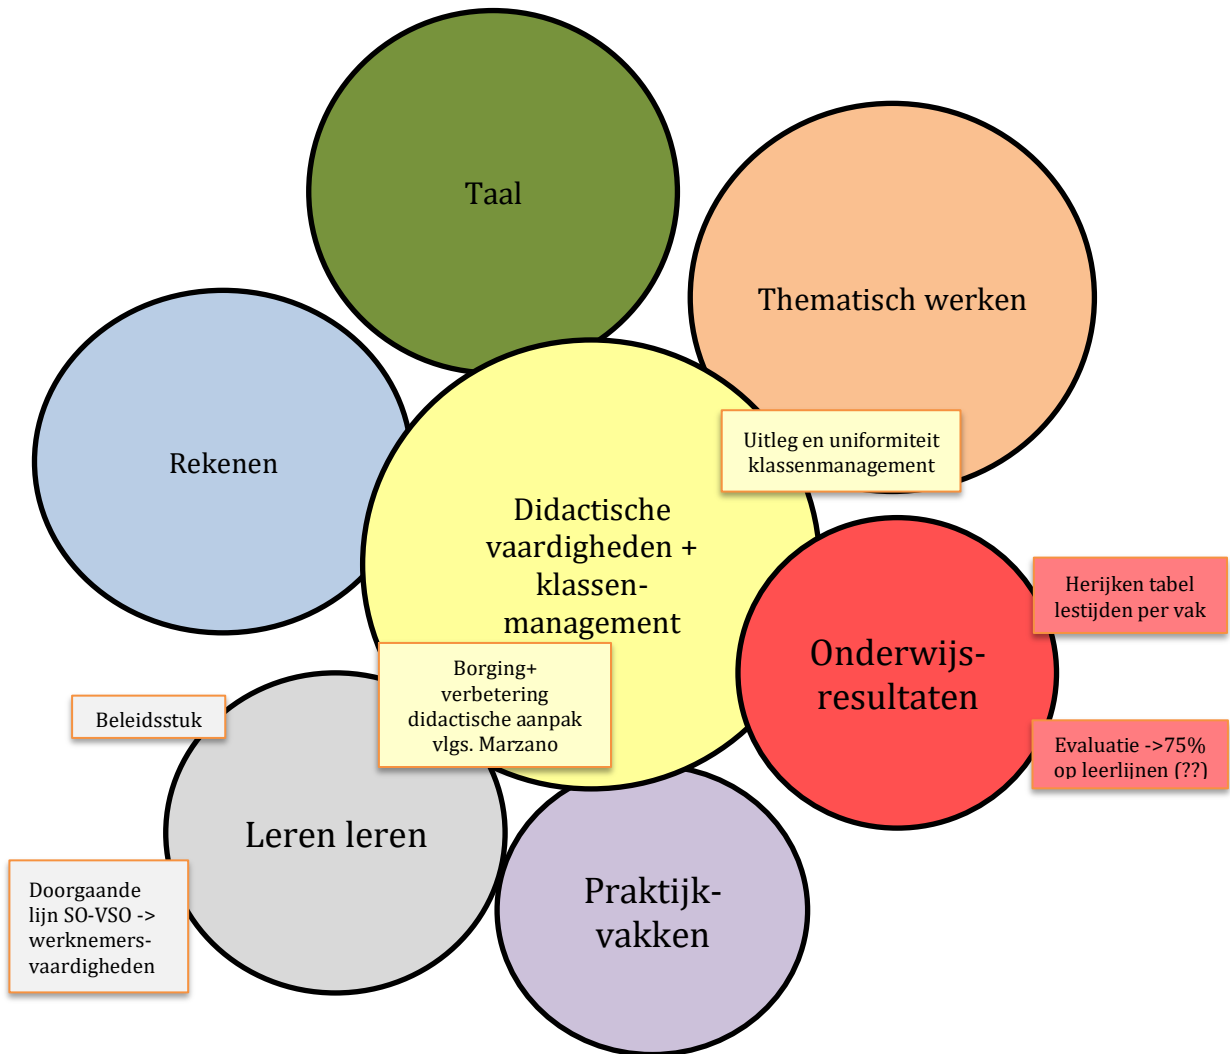 Taal
Thematisch werken
Rekenen
Uitleg en uniformiteit
klassenmanagement
Didactische
vaardigheden +
klassen-
management
Herijken tabel
lestijden per vak
Onderwijs-
resultaten
Borging+
verbetering
didactische aanpak
vlgs. Marzano
Beleidsstuk
Evaluatie ->75%
op leerlijnen (??)
Leren leren
Doorgaande
lijn SO-VSO ->
werknemers-
vaardigheden
Praktijk-
vakken